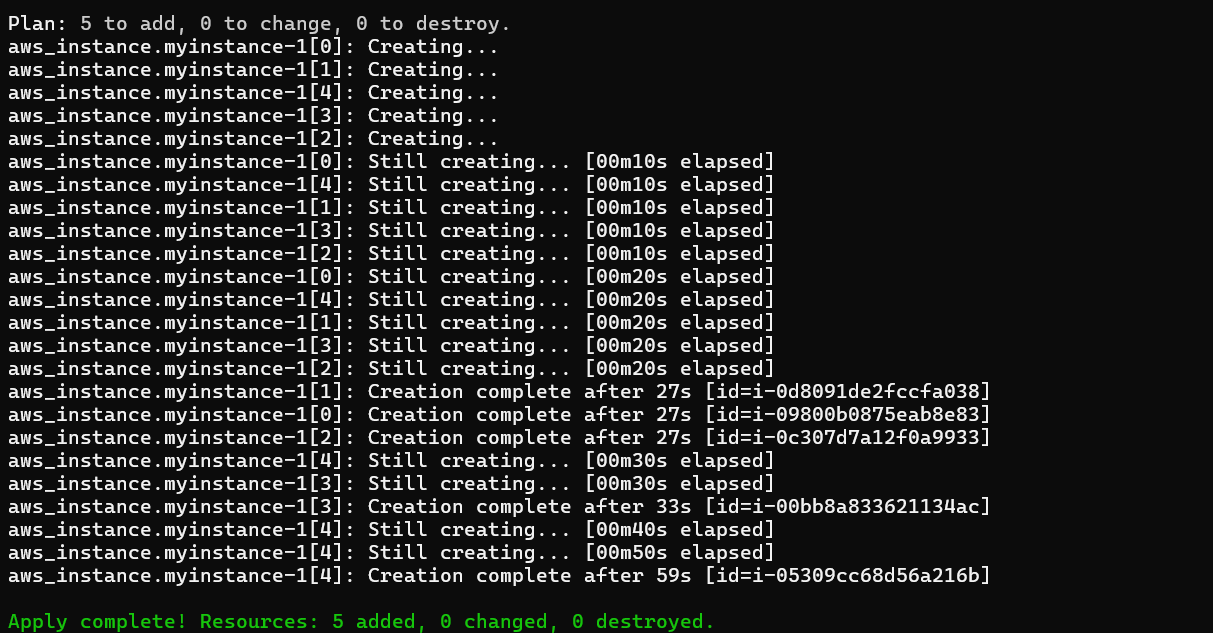 Plan: 5 to add, 0 to change, 0 to destroy.
aws_instance.myinstance-1[0]: Creating...
aws_instance.myinstance-1[1]: Creating...
aws_instance.myinstance-1[4]: Creating...
aws_instance.myinstance-1[3]: Creating...
aws_instance.myinstance-1[2]: Creating...
aws_instance.myinstance-1[0]: Still creating... [00m10s elapsed]
aws_instance.myinstance-1[4]: Still creating... [00m10s elapsed]
aws_instance.myinstance-1[1]: Still creating... [00m10s elapsed]
aws_instance.myinstance-1[3]: Still creating... [00m10s elapsed]
aws_instance.myinstance-1[2]: Still creating... [00m10s elapsed]
aws_instance.myinstance-1[0]: Still creating... [00m20s elapsed]
aws_instance.myinstance-1[4]: Still creating... [00m20s elapsed]
aws_instance.myinstance-1[1]: Still creating... [00m20s elapsed]
aws_instance.myinstance-1[3]: Still creating... [00m20s elapsed]
aws_instance.myinstance-1[2]: Still creating... [00m20s elapsed]
aws_instance.myinstance-1[1]: Creation complete after 27s [id=i-0d8091de2fccfa038]
aws_instance.myinstance-1[0]: Creation complete after 27s [id=i-09800b0875eab8e83]
aws_instance.myinstance-1[2]: Creation complete after 27s [id=i-0c307d7a12f0a9933]
aws_instance.myinstance-1[4]: Still creating... [00m30s elapsed]
aws_instance.myinstance-1[3]: Still creating... [00m30s elapsed]
aws_instance.myinstance-1[3]: Creation complete after 33s [id=i-00bb8a833621134ac]
aws_instance.myinstance-1[4]: Still creating... [00m40s elapsed]
aws_instance.myinstance-1[4]: Still creating... [00m50s elapsed]
aws_instance.myinstance-1[4]: Creation complete after 59s [id=i-05309cc68d56a216b]
Apply complete! Resources: 5 added, 0 changed, 0 destroyed.